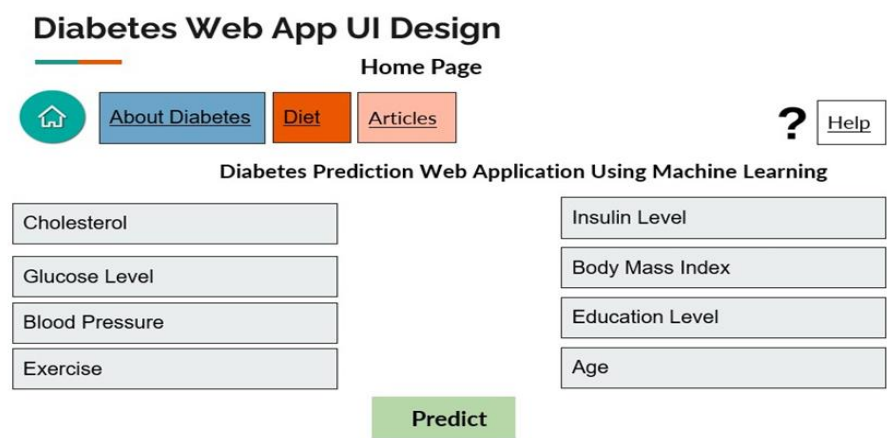 Diabetes Web App UI Design
Home Page
About Diabetes
Diet
Articles
?
Help
Diabetes Prediction Web Application Using Machine Learning
Cholesterol
Glucose Level
Blood Pressure
Exercise
Insulin Level
Body Mass Index
Education Level
Age
Predict